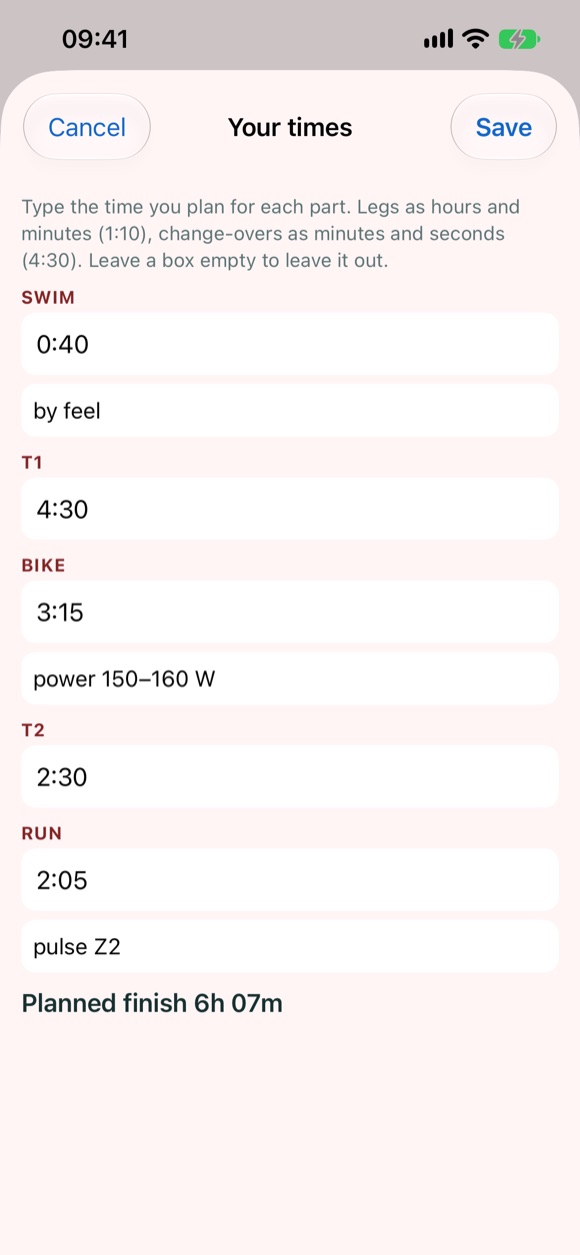 09:41
Cancel
Your times
Save
Type the time you plan for each part. Legs as hours and
minutes (1:10), change-overs as minutes and seconds
(4:30). Leave a box empty to leave it out.
SWIM
0:40
by feel
T1
4:30
BIKE
3:15
power 150–160 W
T2
2:30
RUN
2:05
pulse Z2
Planned finish 6h 07m